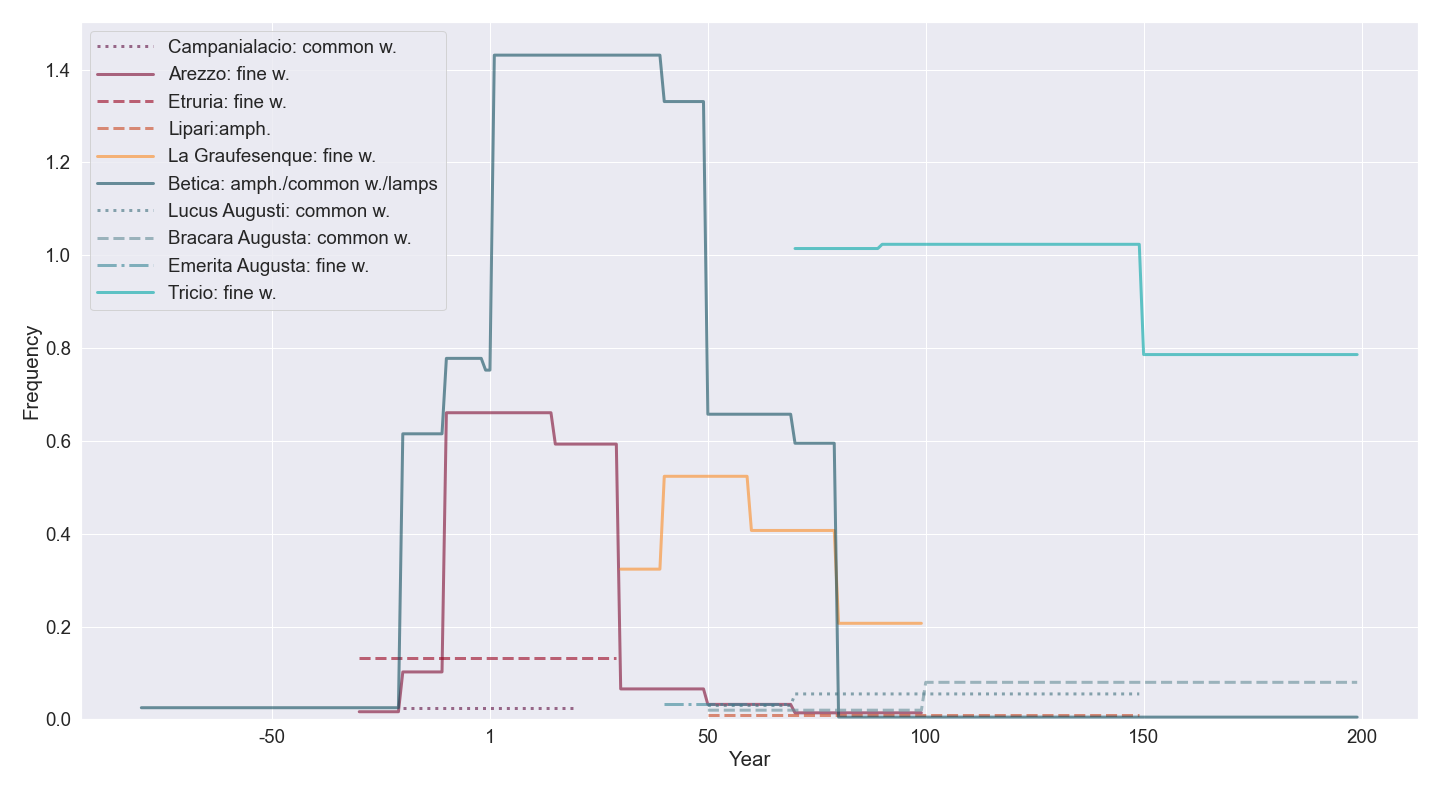 Campanialacio: common w.
Arezzo: fine w.
Etruria: fine w.
Lipari:amph.
La Graufesenque: fine w.
Betica: amph./common w./lamps
Lucus Augusti: common w.
Bracara Augusta: common w.
Emerita Augusta: fine w.
Tricio: fine w.
Frequency
1.4
1.2
1.0
0.8
0.6
0.4
0.2
0.0
-50 1 50 100 150 200
Year